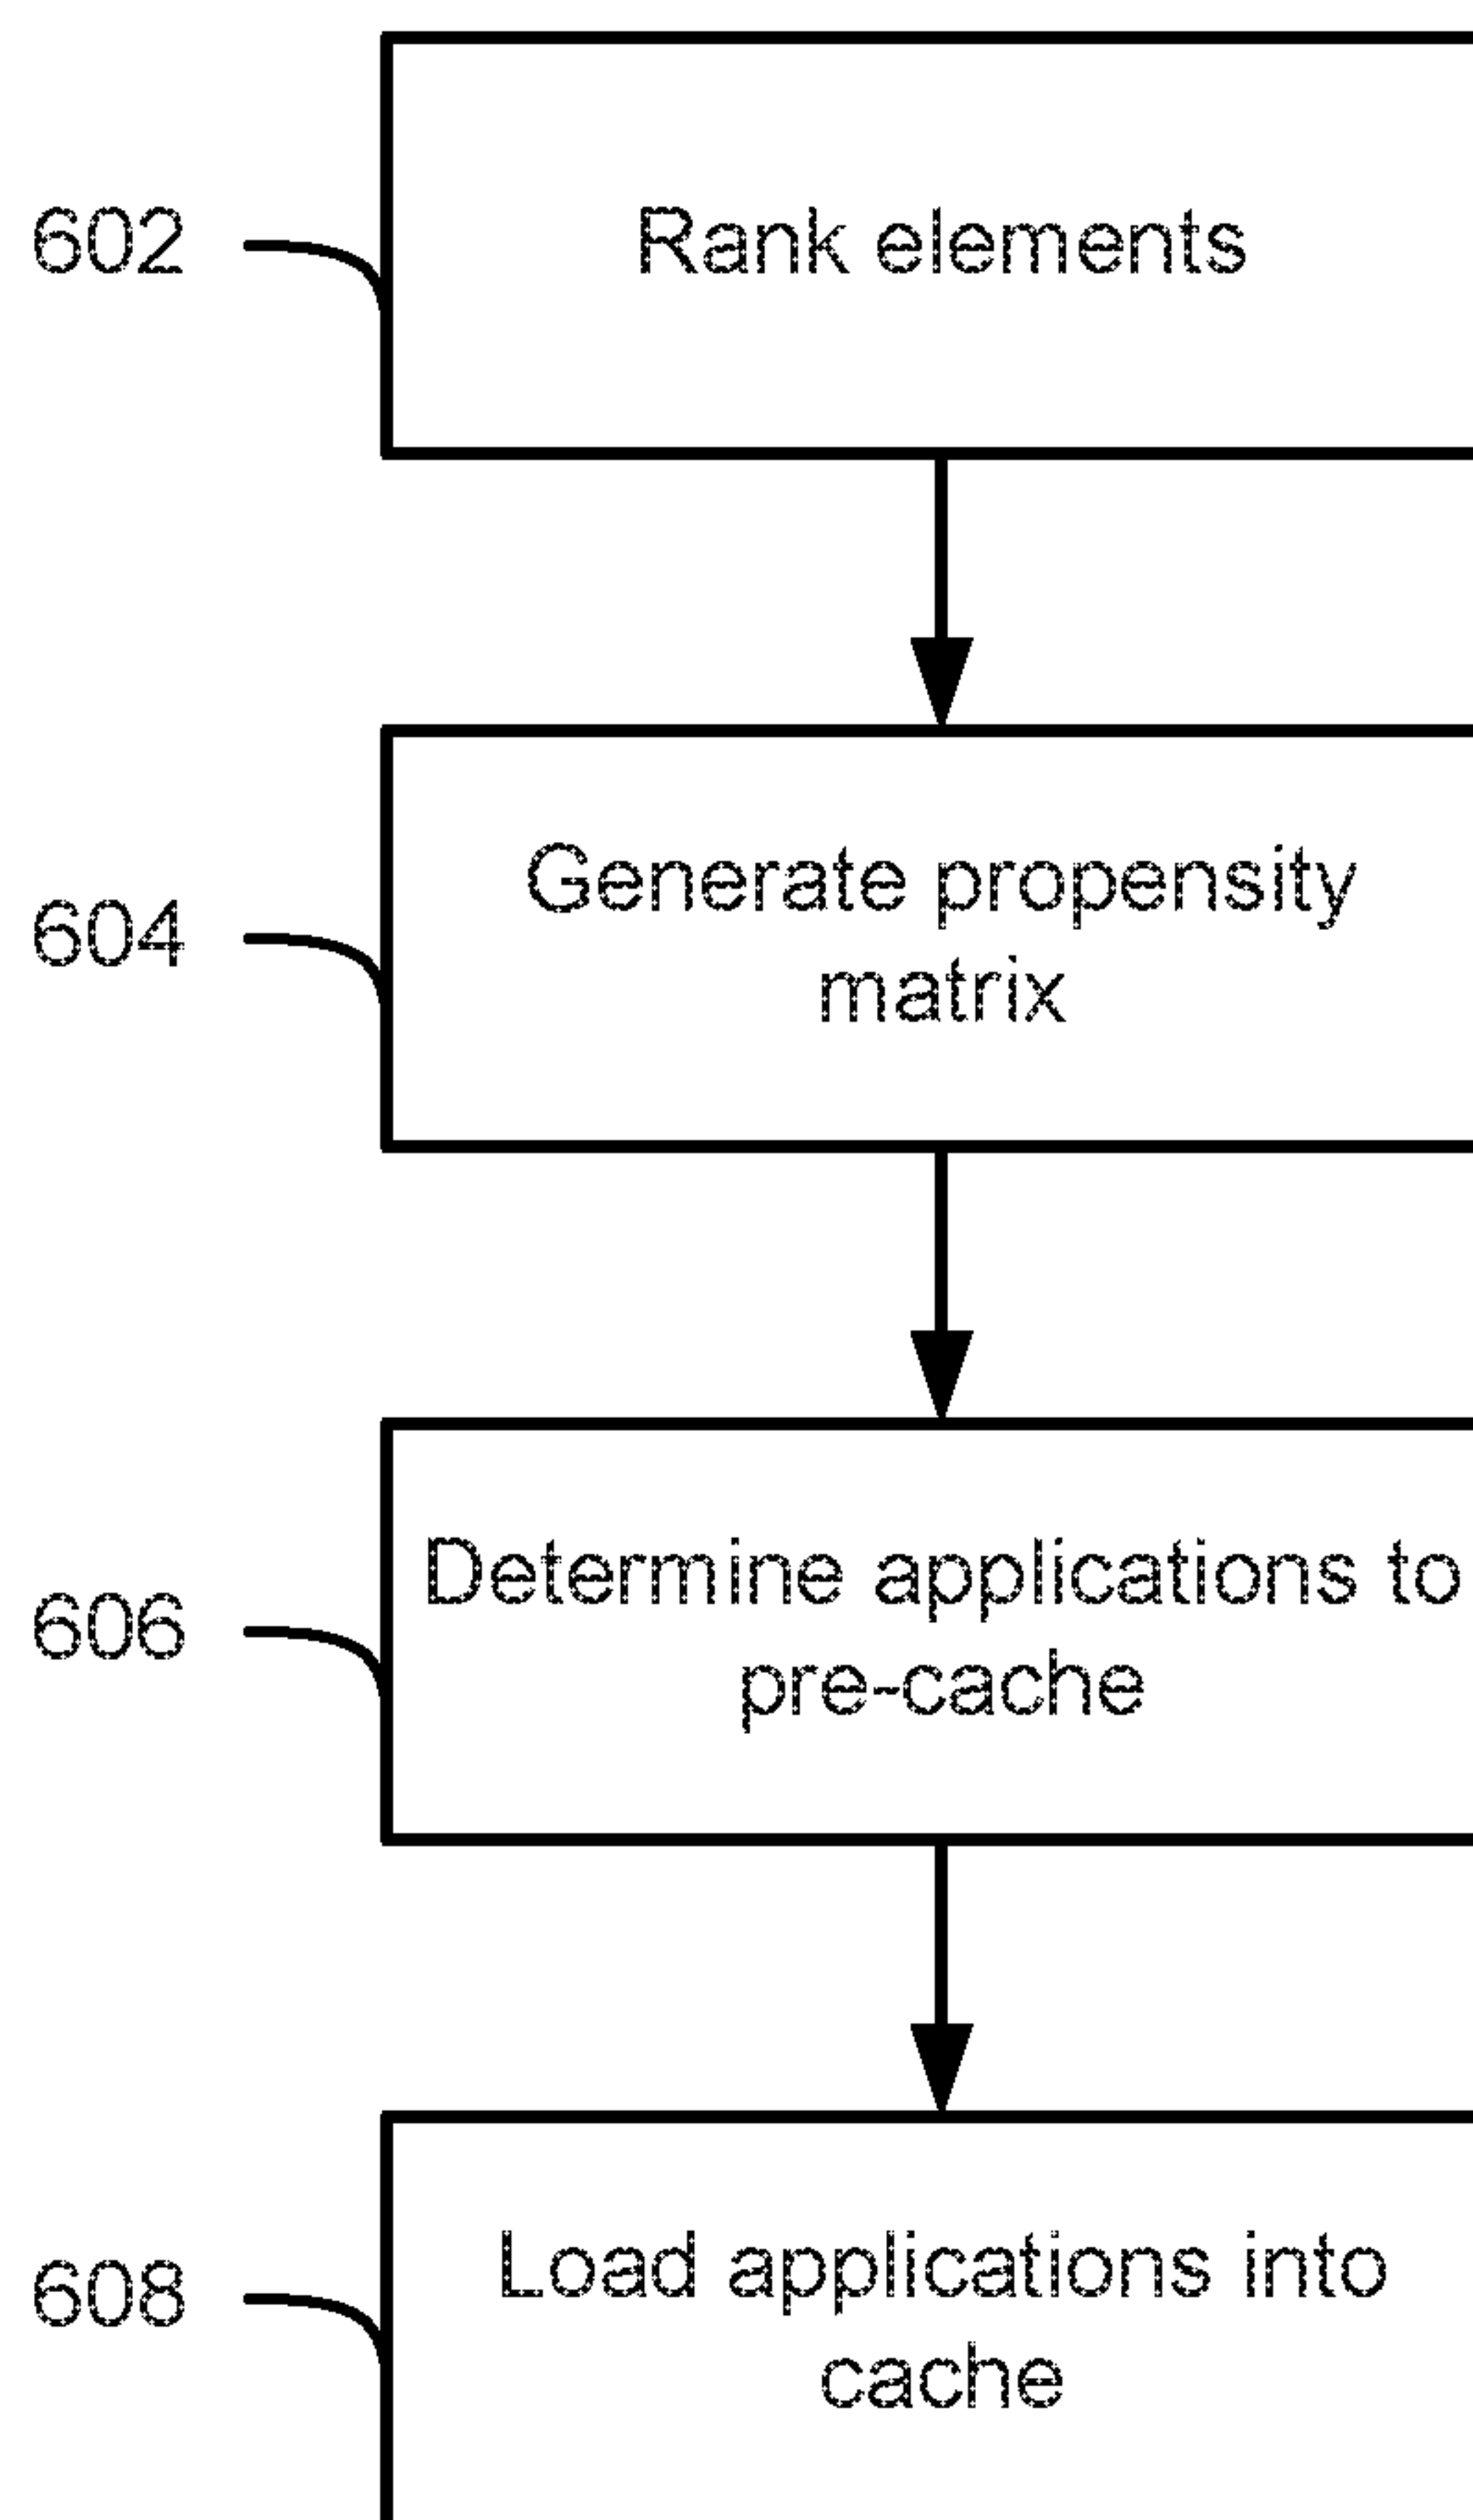 602
Rank elements
604
Generate propensity
matrix
606
Determine applications to
pre-cache
608
Load applications into
cache